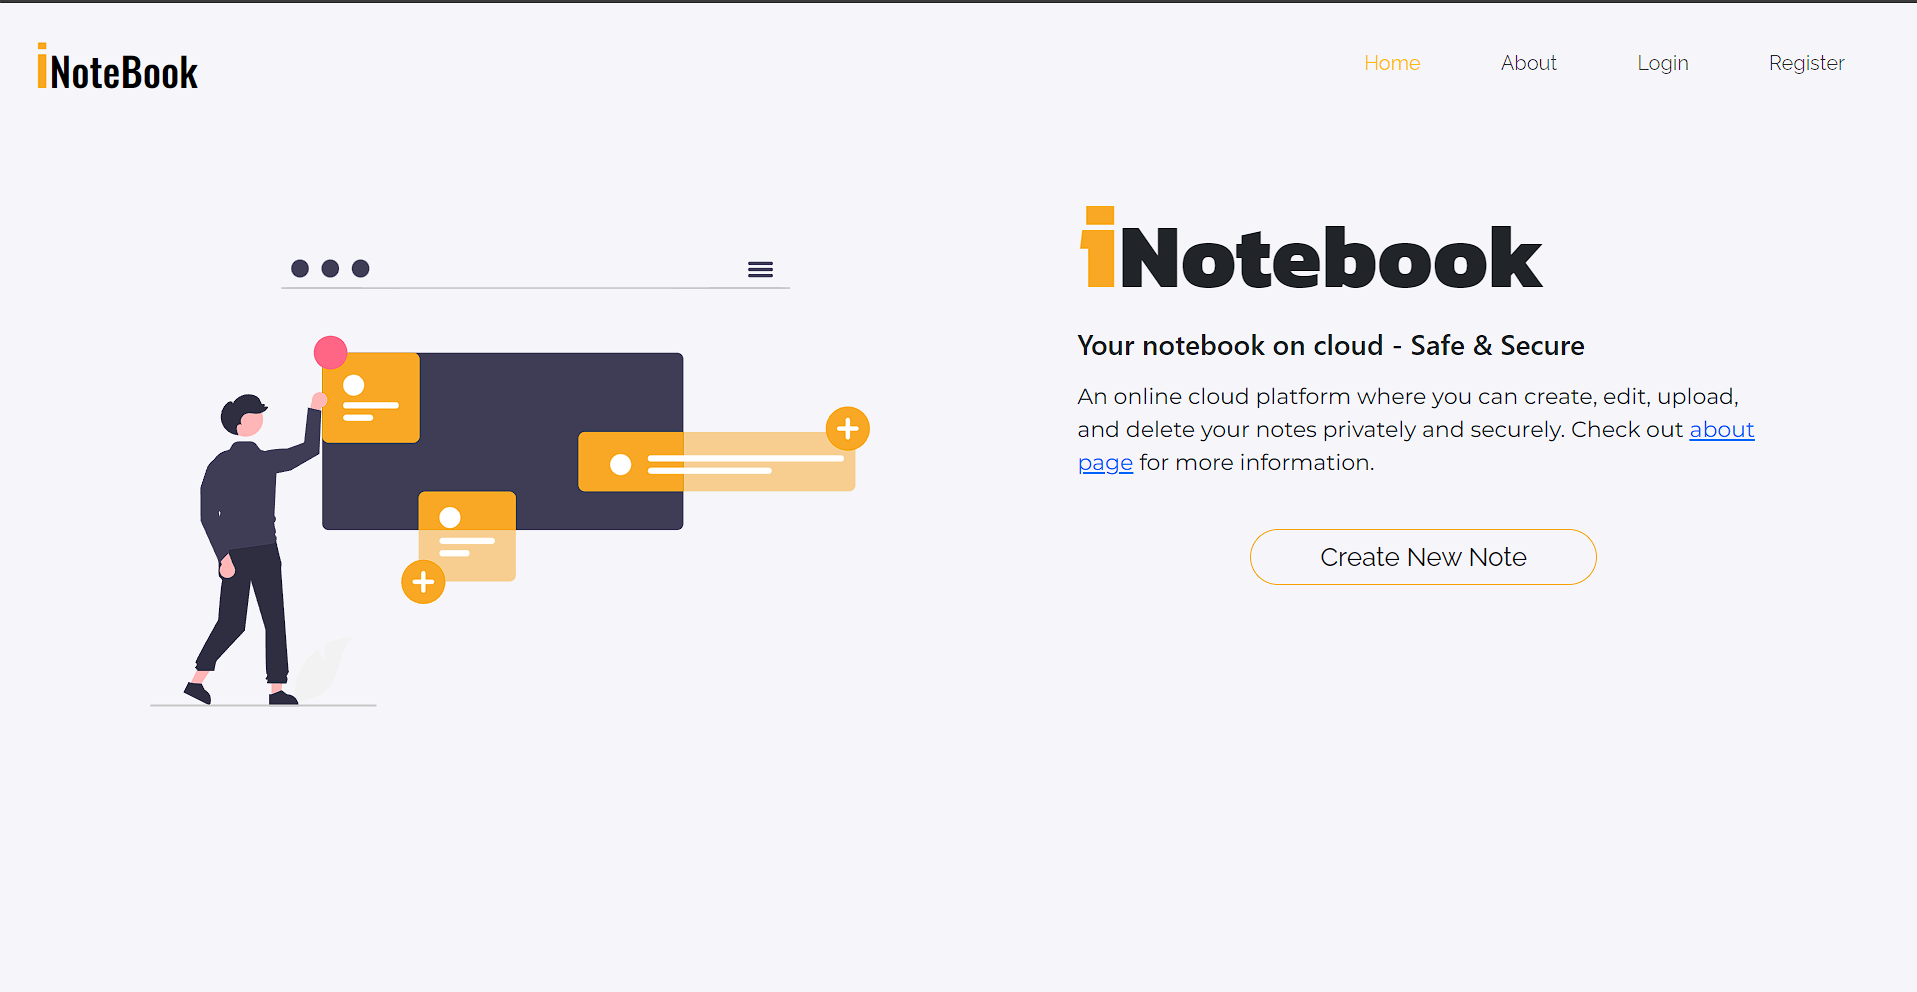 iNoteBook
Home About Login Register
iNotebook
Your notebook on cloud - Safe & Secure
An online cloud platform where you can create, edit, upload,
and delete your notes privately and securely. Check out about
page for more information.
Create New Note